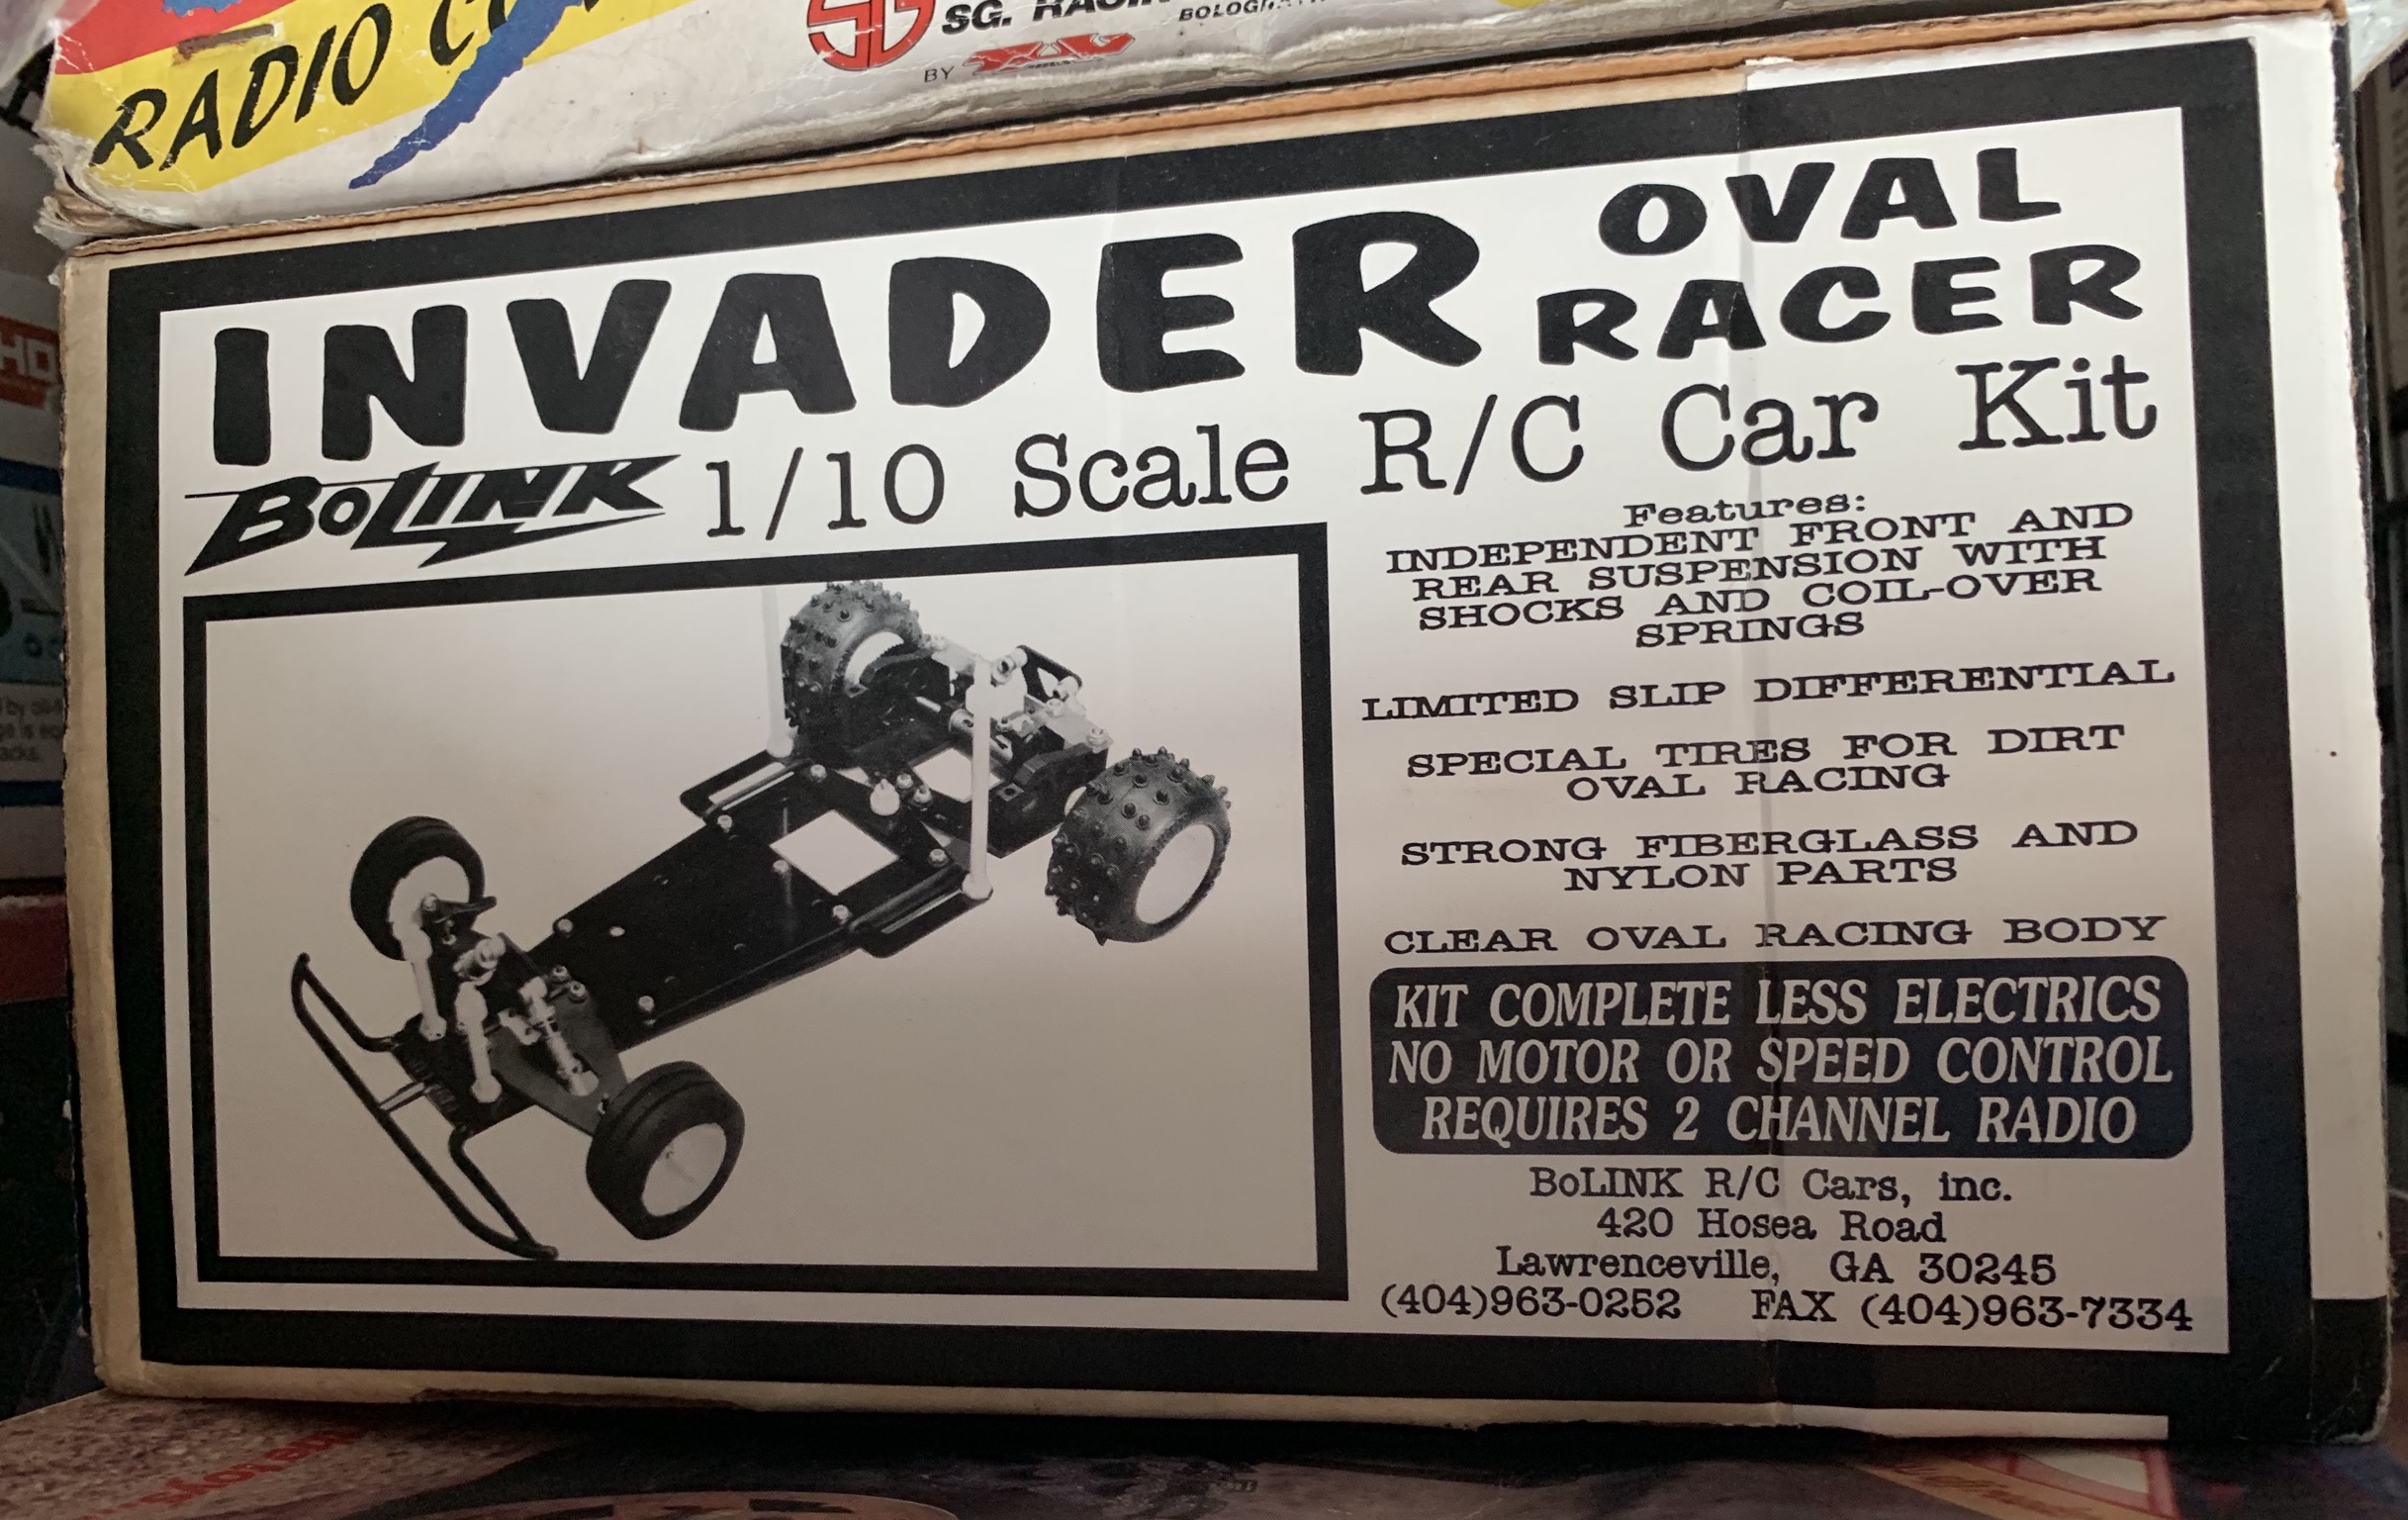 RADIO
SG.
BY
INVADER
OVAL
RACER
BoLINK
1/10 Scale R/C Car Kit
Features:
INDEPENDENT FRONT AND
REAR SUSPENSION WITH
SHOCKS AND COIL-OVER
SPRINGS
LIMITED SLIP DIFFERENTIAL
SPECIAL TIRES FOR DIRT
OVAL RACING
STRONG FIBERGLASS AND
NYLON PARTS
CLEAR OVAL RACING BODY
KIT COMPLETE LESS ELECTRICS
NO MOTOR OR SPEED CONTROL
REQUIRES 2 CHANNEL RADIO
BoLINK R/C Cars, inc.
420 Hosea Road
Lawrenceville, GA 30245
(404)963-0252 FAX (404)963-7334